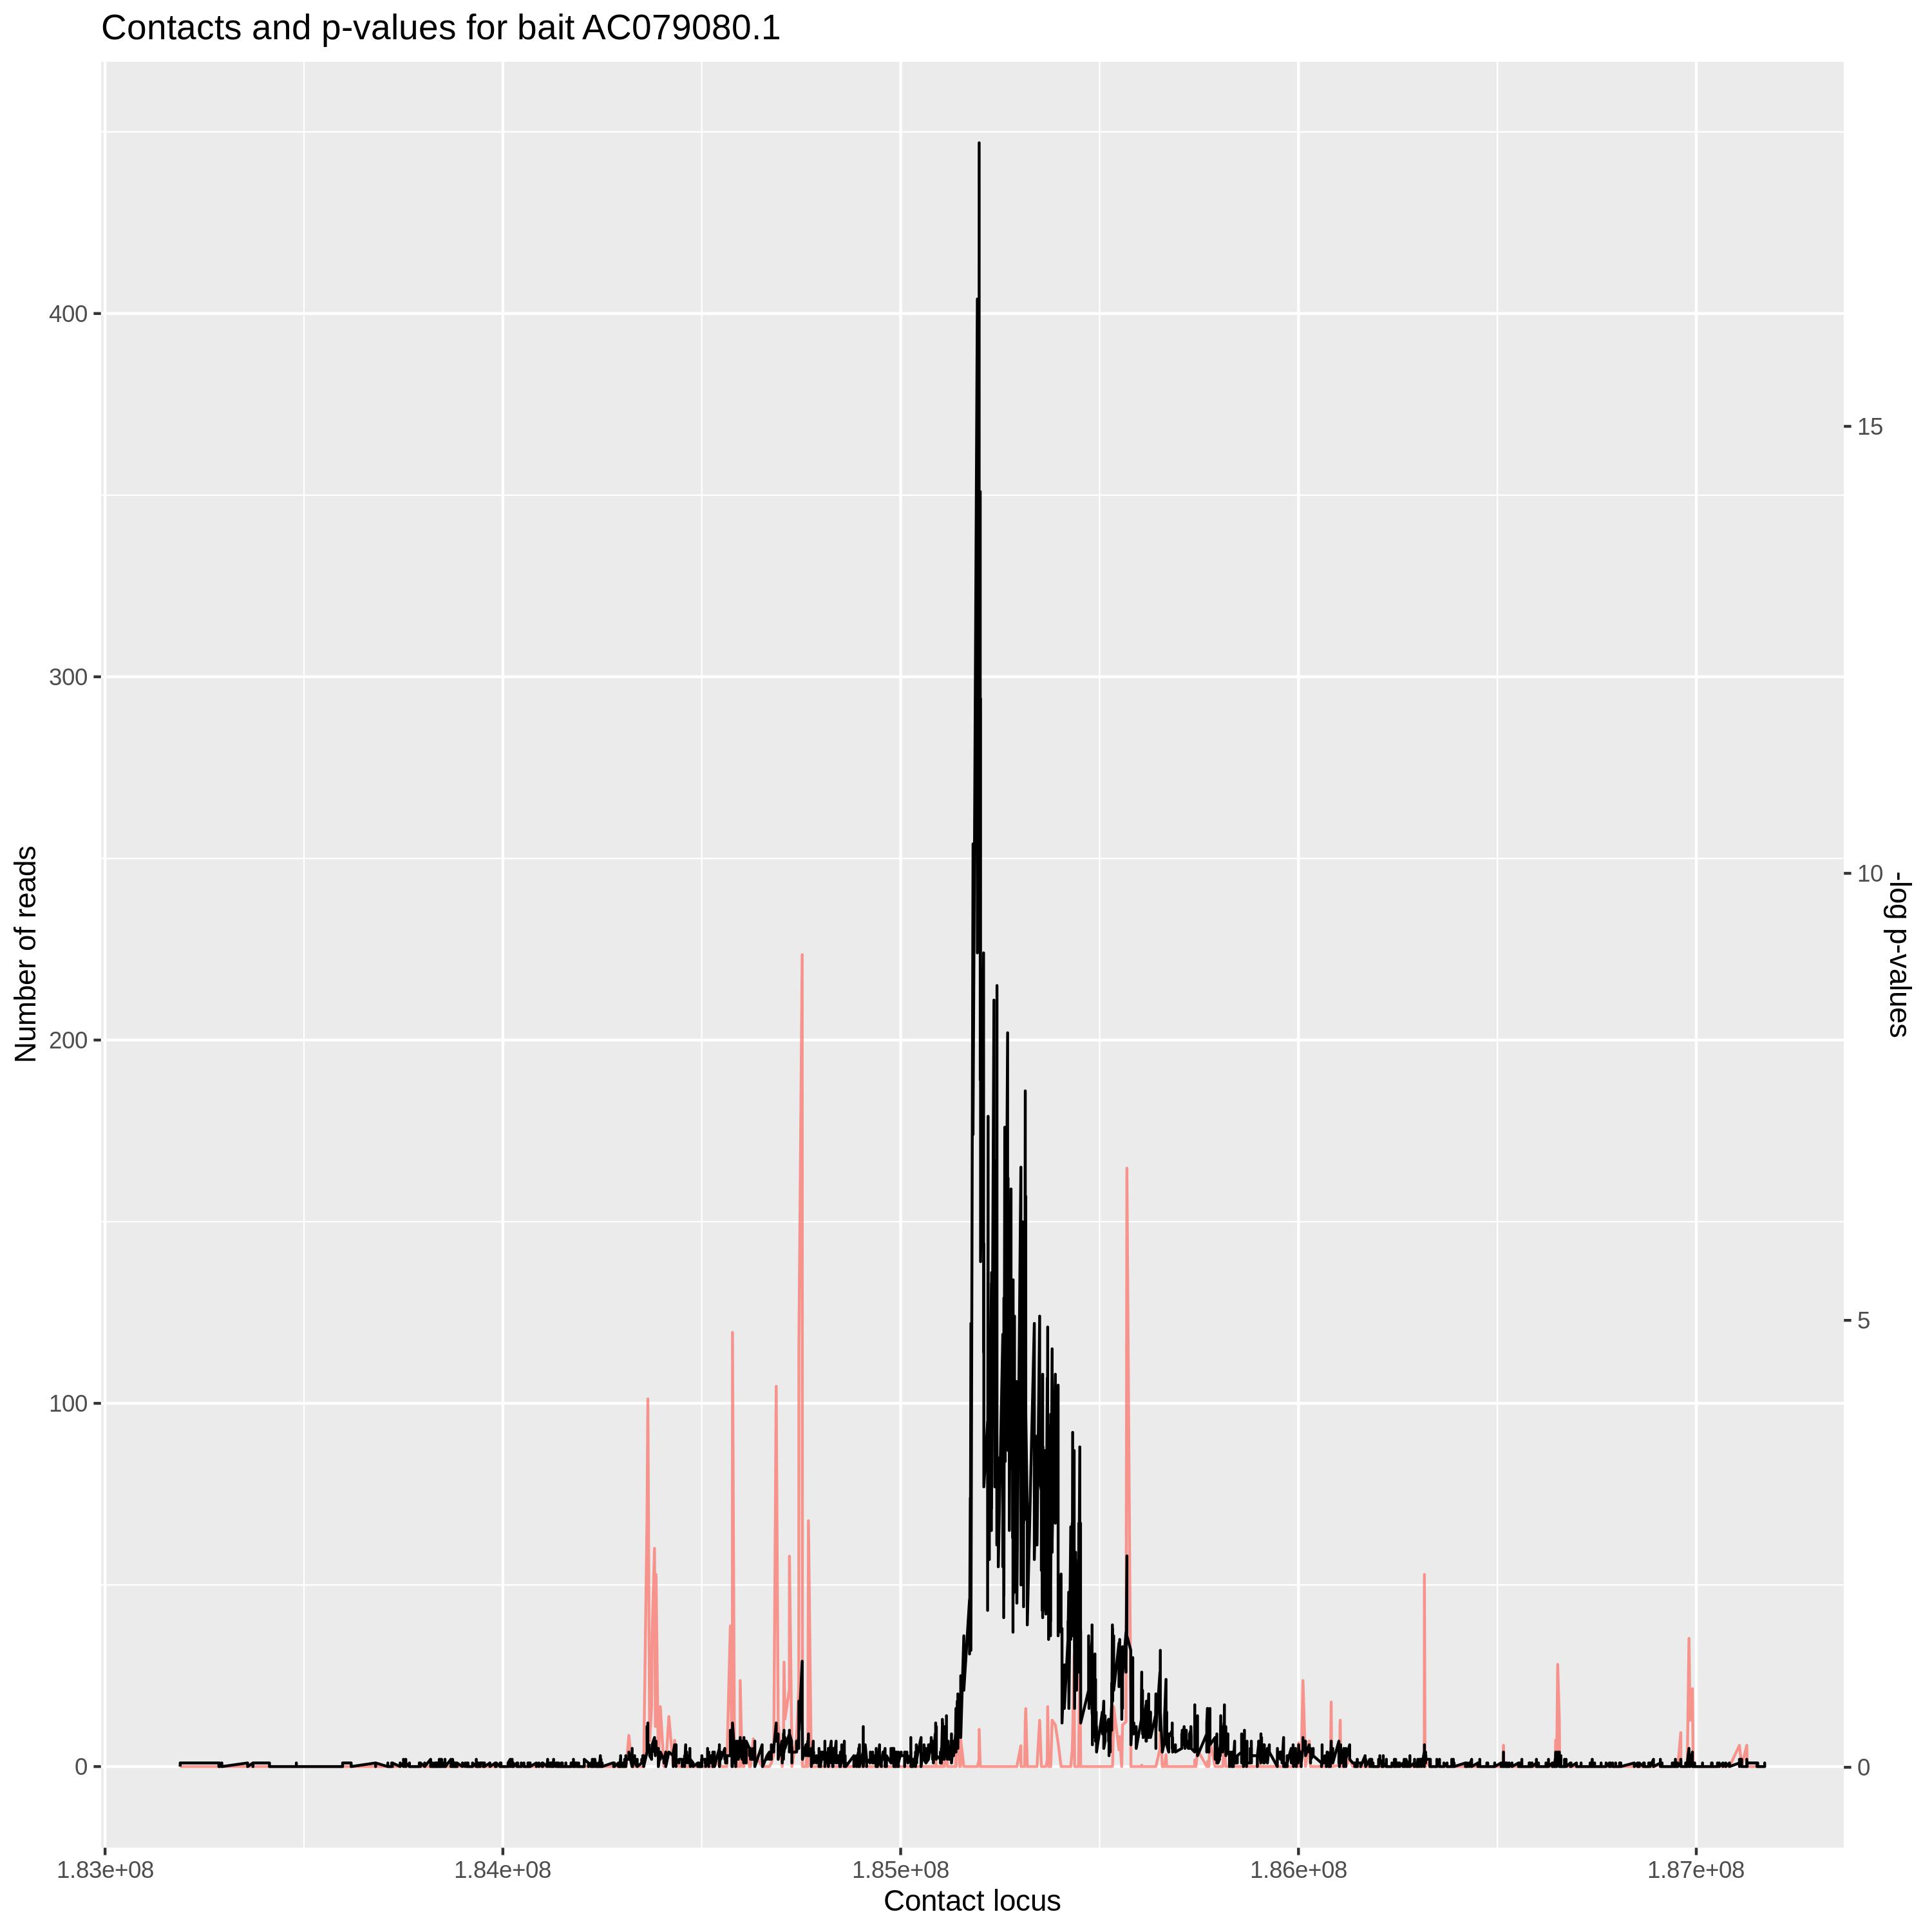 Contacts and p-values for bait AC079080.1
Number of reads
400
300
200
100
0
15
10
5
0
-log p-values
1.83e+08
1.84e+08
1.85e+08
1.86e+08
1.87e+08
Contact locus